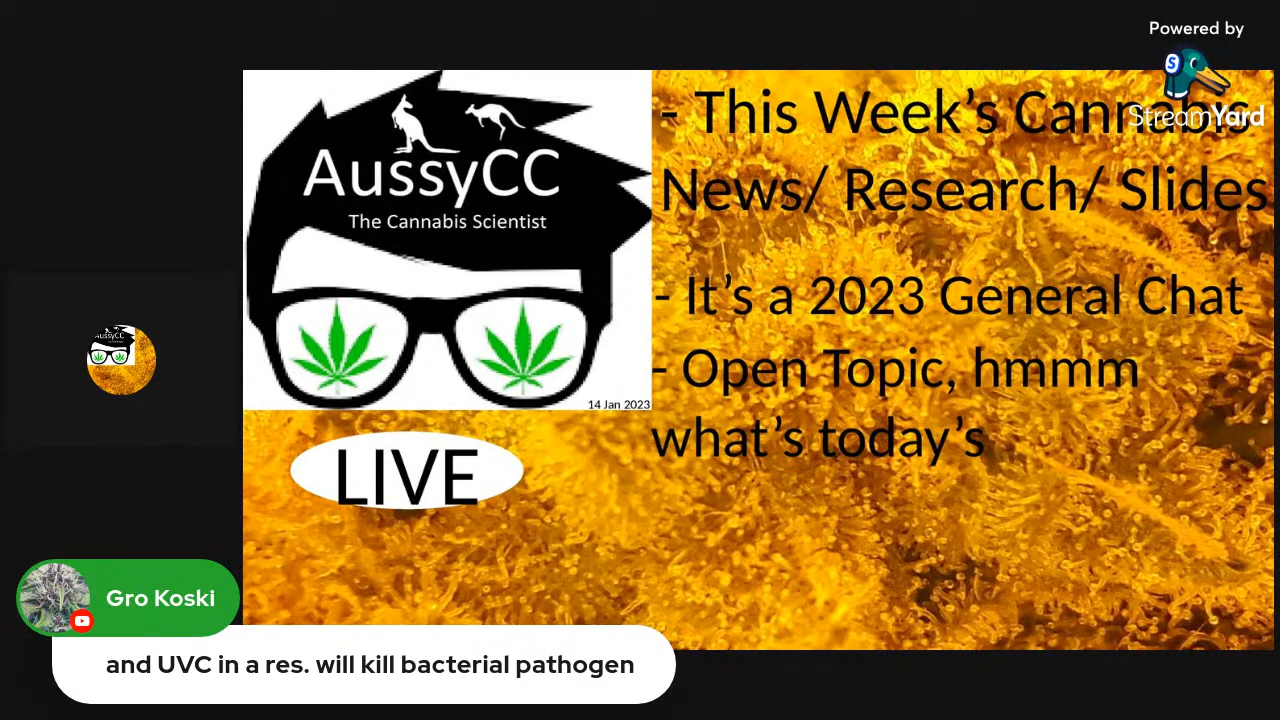 Powered by
StreamYard
- This Week's Cannabis
News/ Research/ Slides
- It's a 2023 General Chat
- Open Topic, hmmm
what's today's
AussyCC
The Cannabis Scientist
14 Jan 2023
LIVE
AussyCC
Gro Koski
and UVC in a res. will kill bacterial pathogen